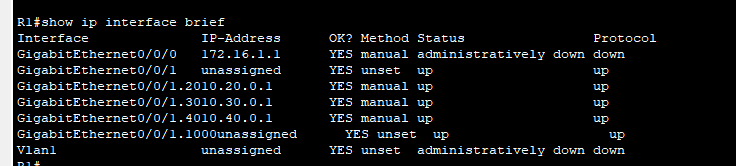 R1#show ip interface brief
Interface              IP-Address      OK? Method Status                Protocol
GigabitEthernet0/0/0   172.16.1.1      YES manual administratively down down
GigabitEthernet0/0/1   unassigned      YES unset  up                    up
GigabitEthernet0/0/1.2010.20.0.1       YES manual up                    up
GigabitEthernet0/0/1.3010.30.0.1       YES manual up                    up
GigabitEthernet0/0/1.4010.40.0.1       YES manual up                    up
GigabitEthernet0/0/1.1000unassigned      YES unset  up                    up
Vlan1                  unassigned      YES unset  administratively down down
R1#